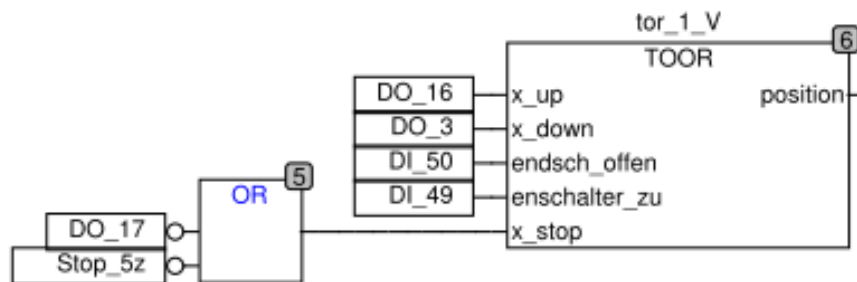 tor_1_V
6
TOOR
DO_16 x_up position
DO_3 x_down
DI_50 endsch_offen
5
OR
DI_49 enschalter_zu
DO_17 x_stop
Stop_5z